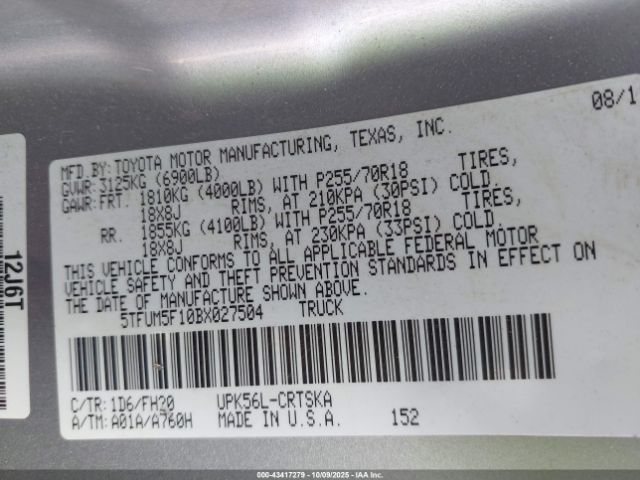 08/1
MFD.BY: TOYOTA MOTOR MANUFACTURING, TEXAS, INC.
GVWR: 3125KG (6900LB)
GAWR: FRT. 1810KG (4000LB) WITH P255/70R18 TIRES,
18X8J RIMS, AT 210KPA (30PSI) COLD.
RR. 1855KG (4100LB) WITH P255/70R18 TIRES,
18X8J RIMS, AT 230KPA (33PSI) COLD.
THIS VEHICLE CONFORMS TO ALL APPLICABLE FEDERAL MOTOR
VEHICLE SAFETY AND THEFT PREVENTION STANDARDS IN EFFECT ON
THE DATE OF MANUFACTURE SHOWN ABOVE.
5TFUM5F10BX027504 TRUCK
C/TR: 1D6/FH20 UPK56L-CRTSKA
A/TM: A01A/A760H MADE IN U.S.A. 152
1216T
000-43417279 - 10/09/2025 - IAAI.CA